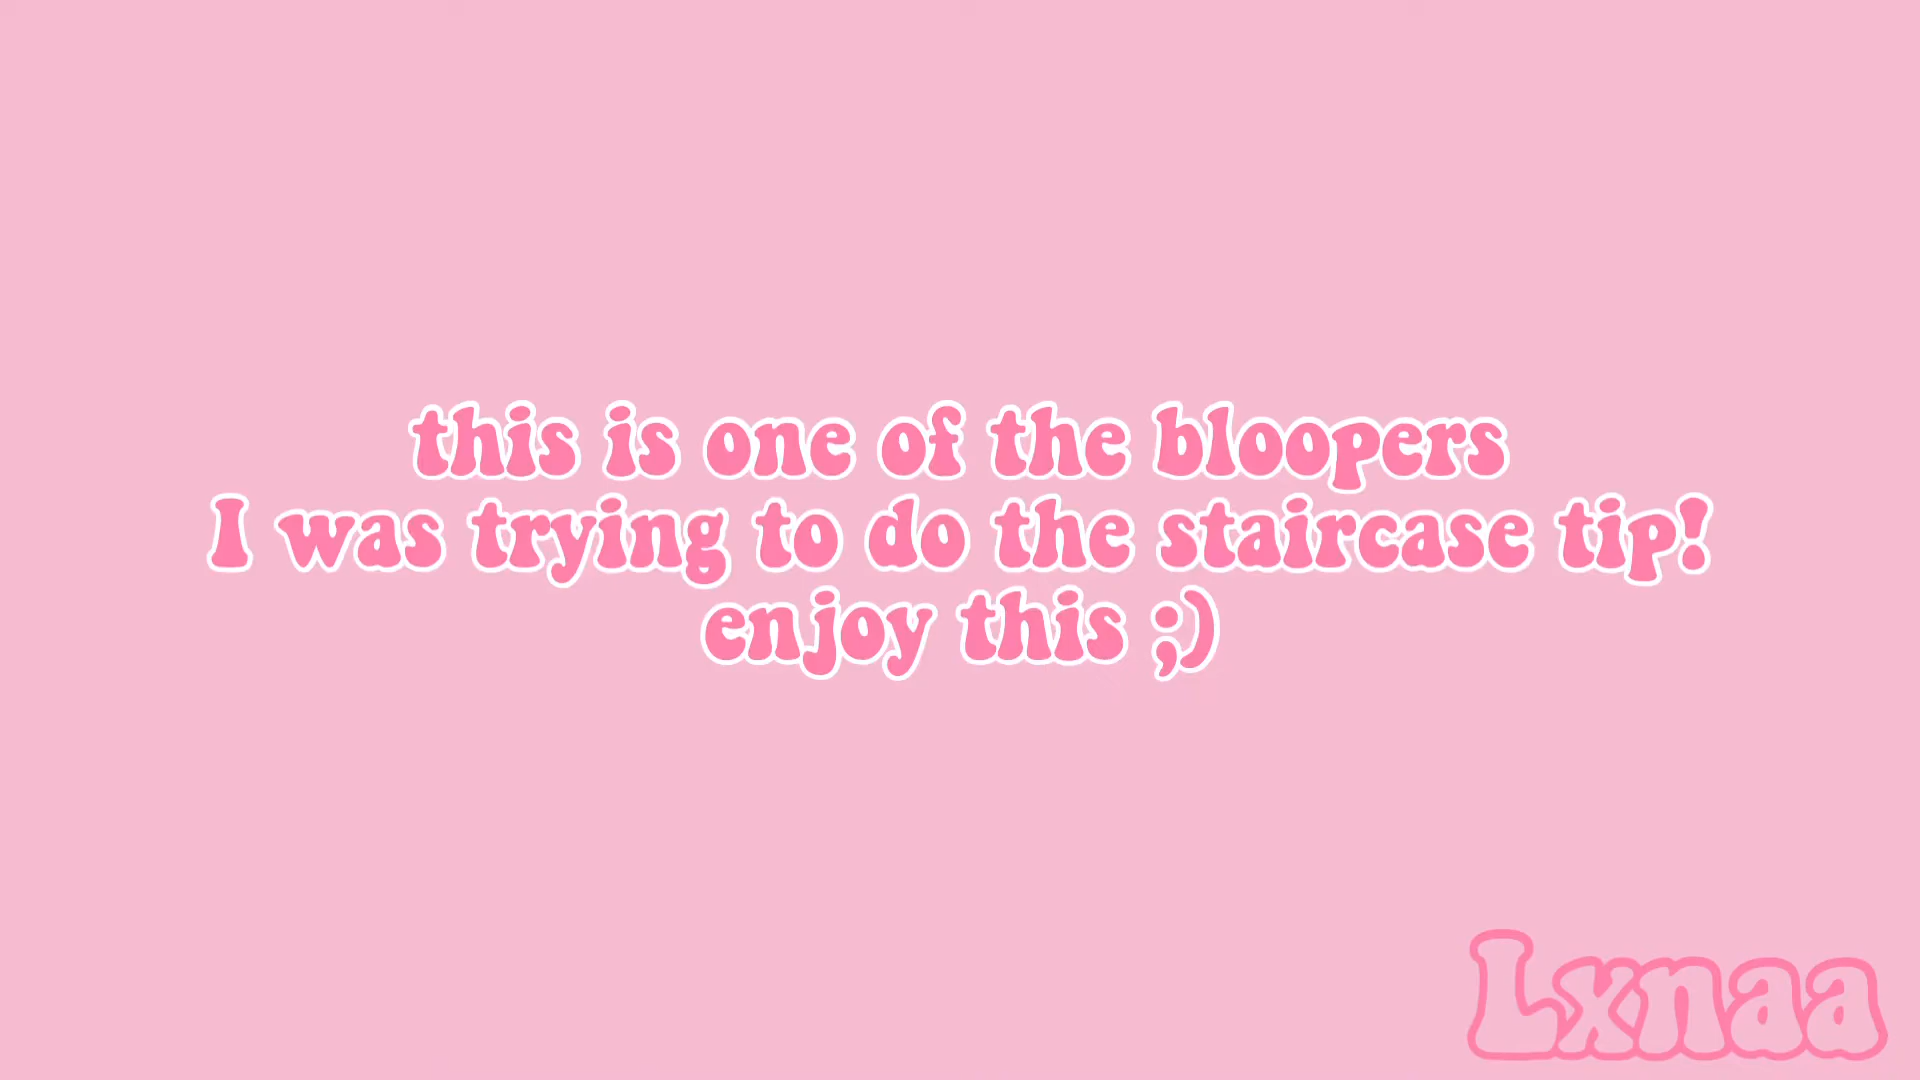 this is one of the bloopers
I was trying to do the staircase tip!
enjoy this ;)
Lxnaa